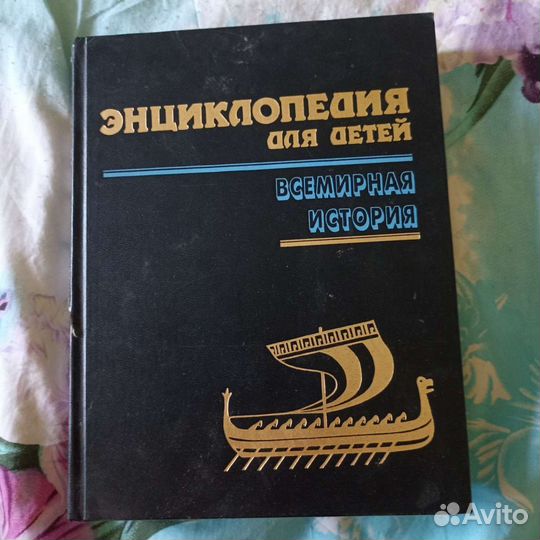 ЭНЦИКЛОПЕДИЯ
ДЛЯ ДЕТЕЙ
ВСЕМИРНАЯ
ИСТОРИЯ
Avito